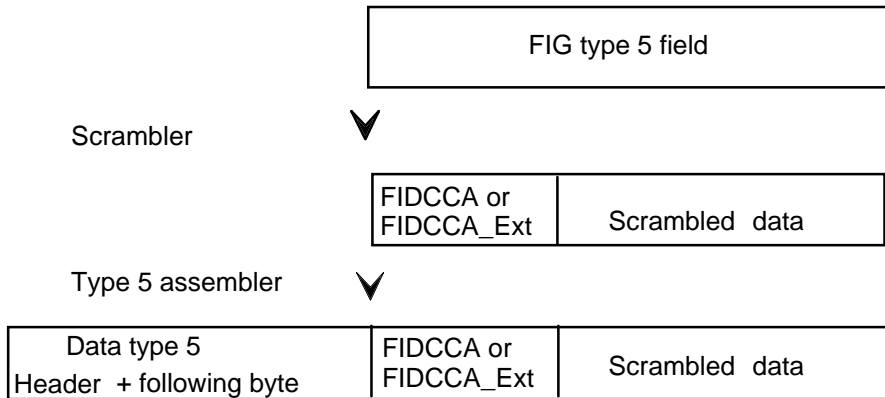 FIG type 5 field
Scrambler
FIDCCA or
FIDCCA_Ext
Scrambled data
Type 5 assembler
Data type 5
Header + following byte
FIDCCA or
FIDCCA_Ext
Scrambled data